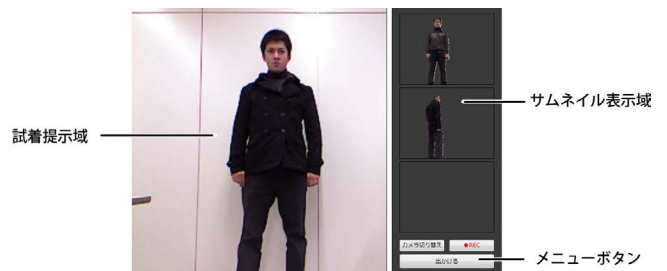 試着提示域
サムネイル表示域
カメラ切り替え
●REC
出かける
メニューボタン